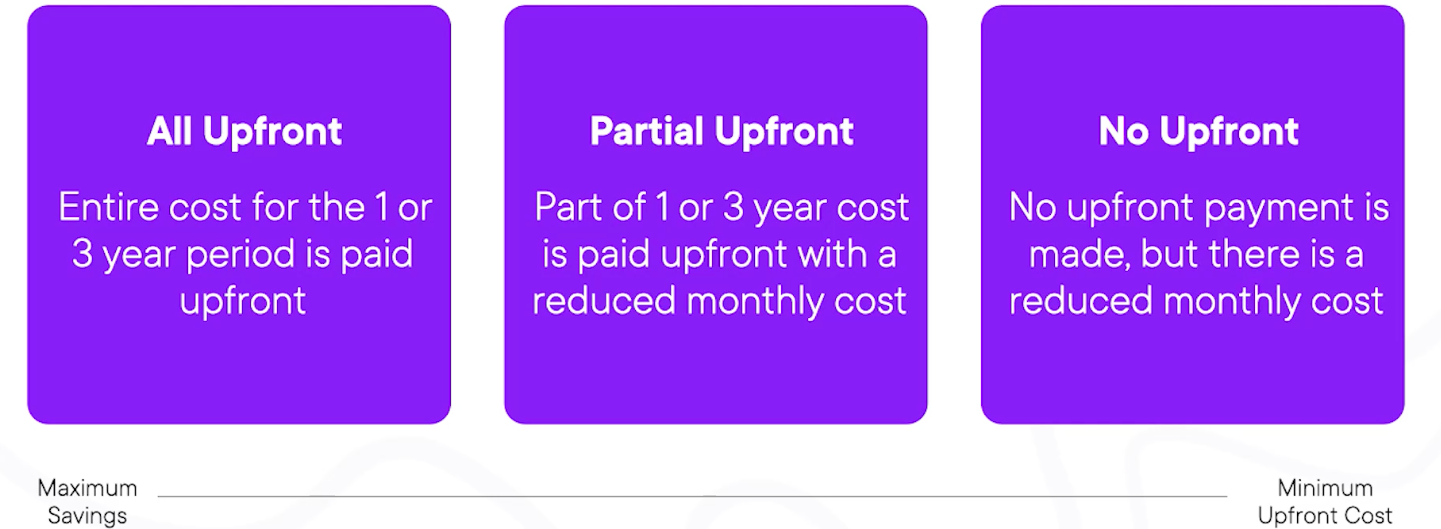 All Upfront
Entire cost for the 1 or
3 year period is paid
upfront
Partial Upfront
Part of 1 or 3 year cost
is paid upfront with a
reduced monthly cost
No Upfront
No upfront payment is
made, but there is a
reduced monthly cost
Maximum
Savings
Minimum
Upfront Cost